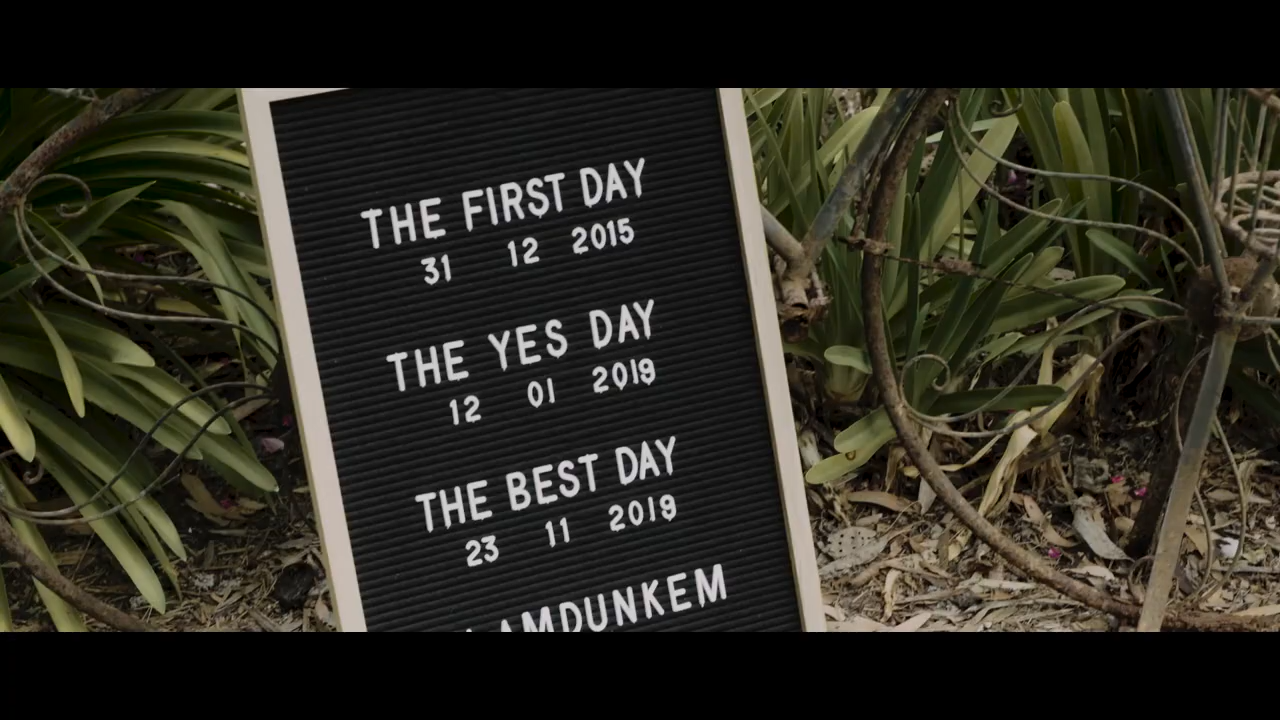 THE FIRST DAY
31 12 2015
THE YES DAY
12 01 2019
THE BEST DAY
23 11 2019